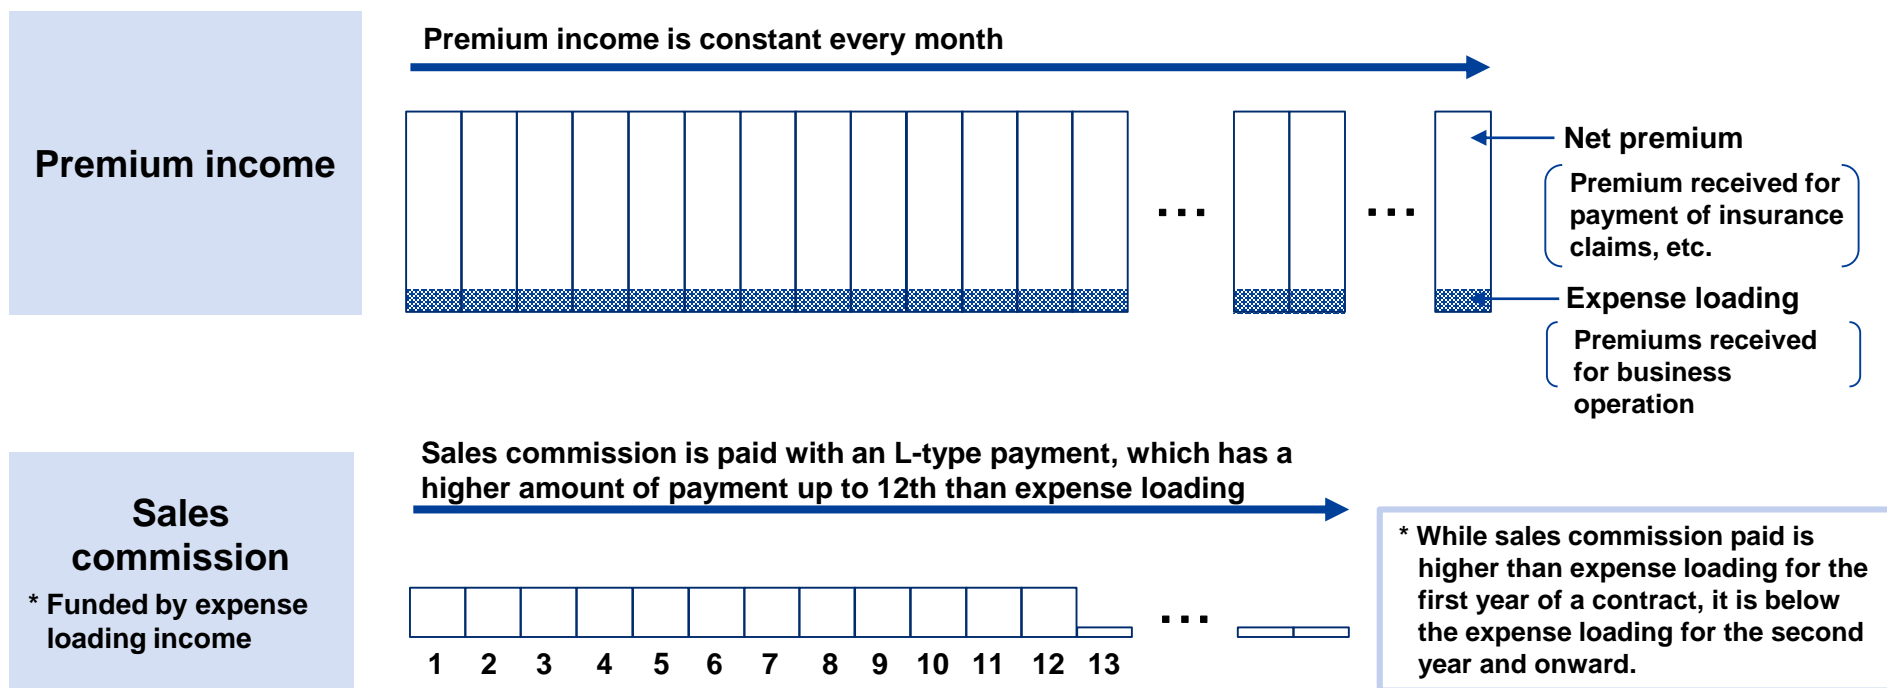 Premium income is constant every month
Premium income
Net premium
Premium received for
payment of insurance
claims, etc.
Expense loading
Premiums received
for business
operation
Sales commission is paid with an L-type payment, which has a
higher amount of payment up to 12th than expense loading
Sales
commission
* Funded by expense
loading income
* While sales commission paid is
higher than expense loading for the
first year of a contract, it is below
the expense loading for the second
year and onward.
1 2 3 4 5 6 7 8 9 10 11 12 13